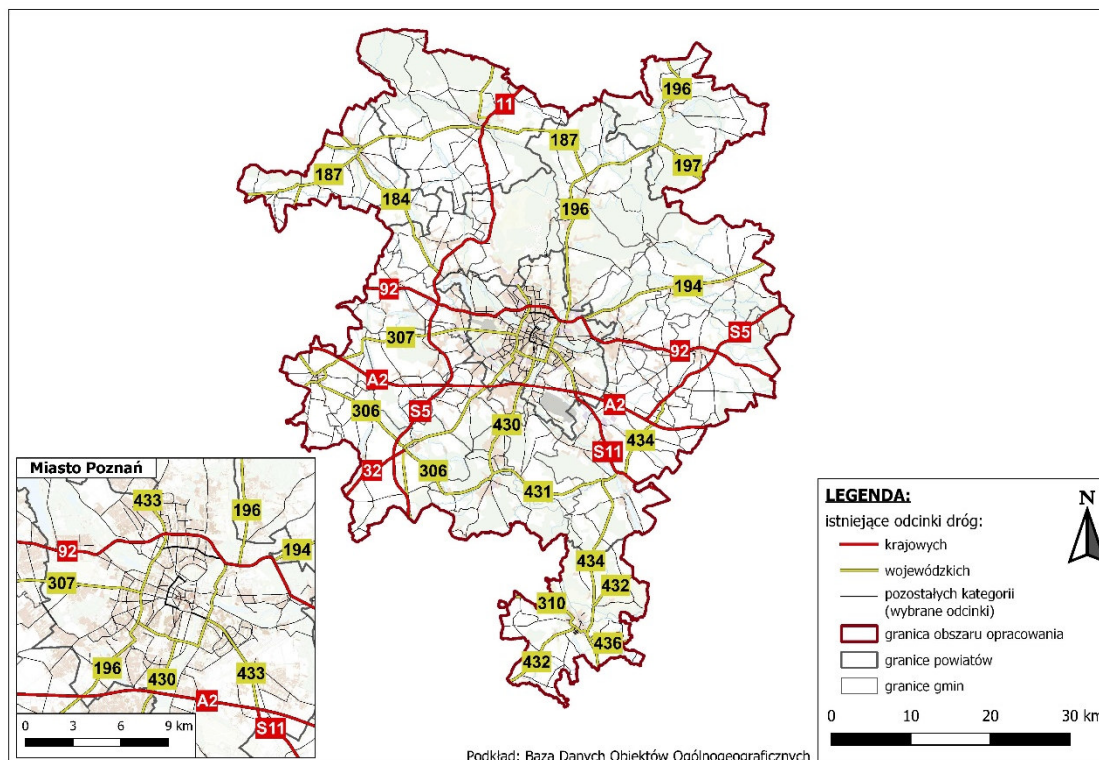 196
11
187
197
187
184
196
194
92
S5
307
92
A2
306
S5
A2
430
434
S11
32
306
431
434
432
310
436
432
Miasto Poznań
433
196
92
194
307
196
430
433
A2
S11
0 3 6 9 km
LEGENDA:
istniejące odcinki dróg:
krajowych
wojewódzkich
pozostałych kategorii
(wybrane odcinki)
granica obszaru opracowania
granice powiatów
granice gmin
N
0 10 20 30 km
Podkład: Baza Danych Obiektów Ogólnogeograficznych